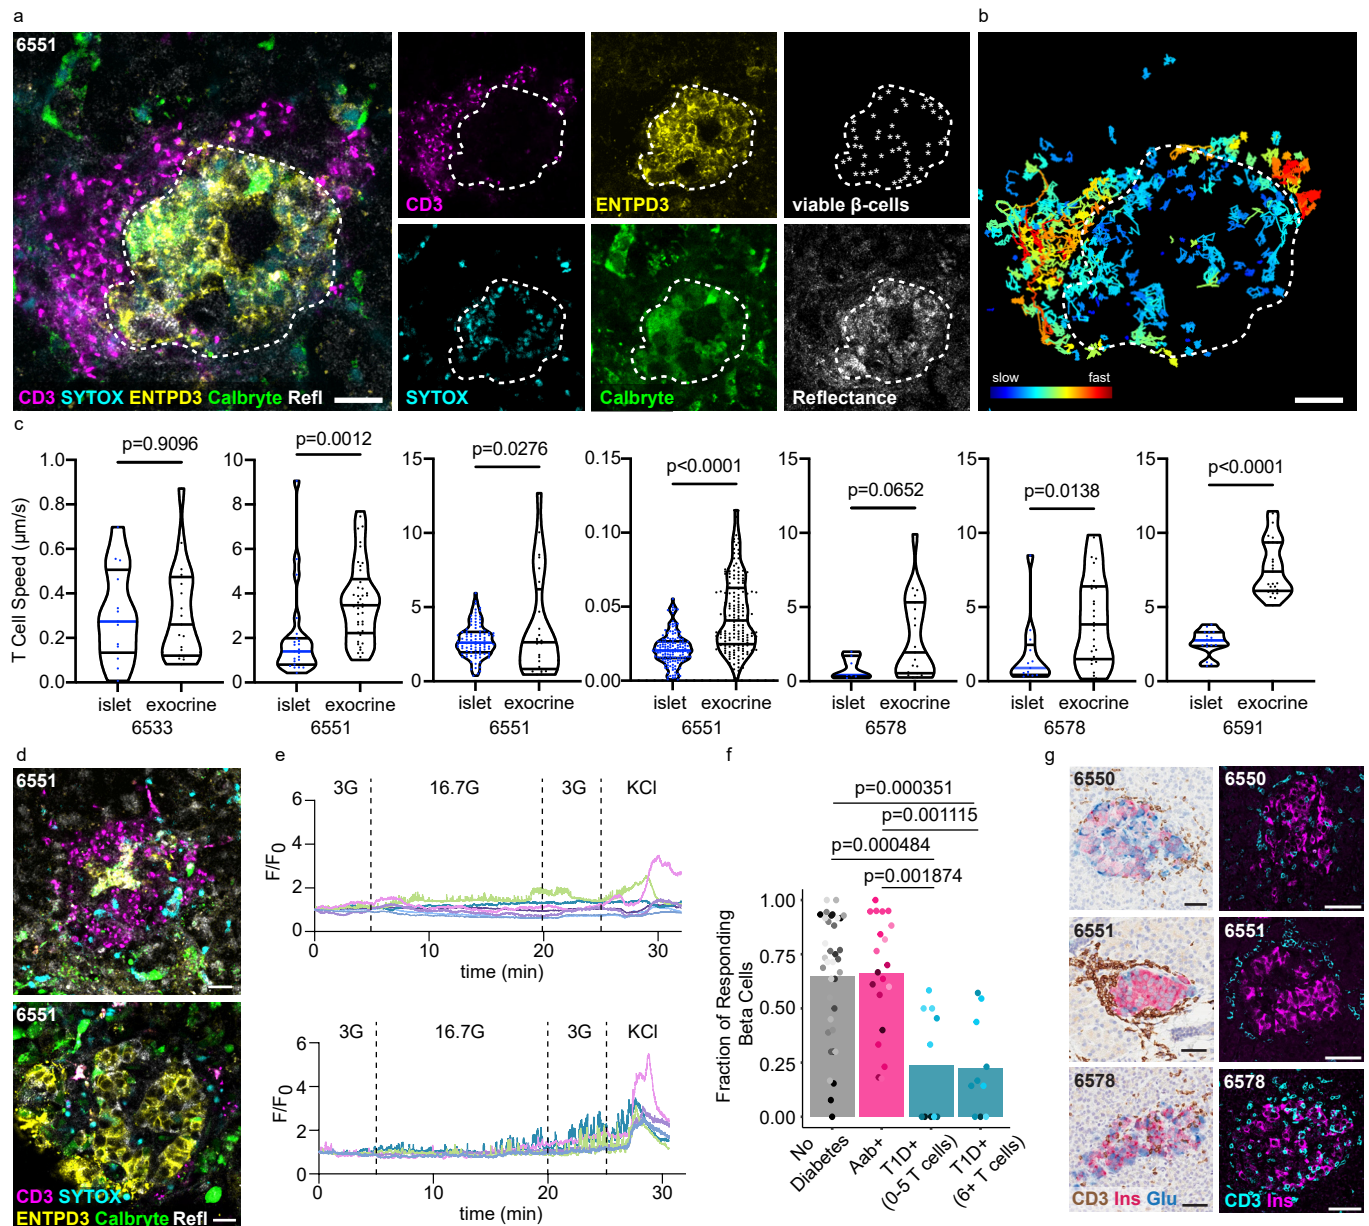 a
6551
CD3 SYTOX ENTPD3 Calbryte Refl
CD3
ENTPD3
viable β-cells
SYTOX
Calbryte
Reflectance
b
slow fast
c
T Cell Speed (μm/s)
p=0.9096
1.0
0.8
0.6
0.4
0.2
0.0
islet exocrine
6533
p=0.0012
10
8
6
4
2
0
islet exocrine
6551
p=0.0276
15
10
5
0
islet exocrine
6551
p<0.0001
0.15
0.10
0.05
0.00
islet exocrine
6551
p=0.0652
15
10
5
0
islet exocrine
6578
p=0.0138
15
10
5
0
islet exocrine
6578
p<0.0001
15
10
5
0
islet exocrine
6591
d
6551
6551
CD3 SYTOX
ENTPD3 Calbryte Refl
e
3G 16.7G 3G KCl
F/F0
6
4
2
0
0 10 20 30
time (min)
3G 16.7G 3G KCl
F/F0
6
4
2
0
0 10 20 30
time (min)
f
p=0.000351
p=0.001115
p=0.000484
p=0.001874
Fraction of Responding
Beta Cells
1.00
0.75
0.50
0.25
0.00
No
Diabetes
Aab+
T1D+
(0-5 T cells)
T1D+
(6+ T cells)
g
6550
6550
6551
6551
6578
CD3 Ins Glu
6578
CD3 Ins